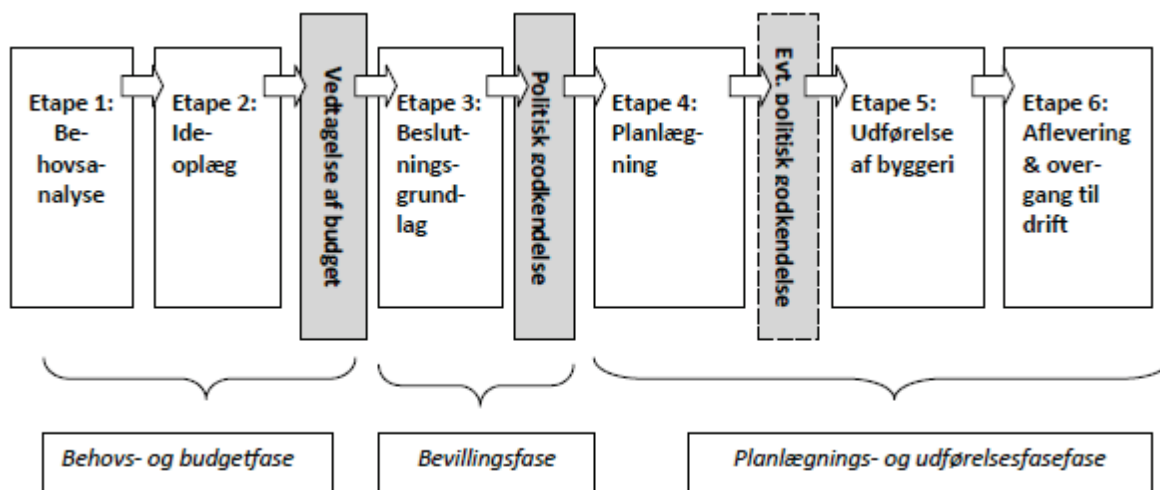 Etape 1:
Be-
hovsa-
nalyse
Etape 2:
Ide-
oplæg
Vedtagelse af budget
Etape 3:
Beslut-
nings-
grund-
lag
Politisk godkendelse
Etape 4:
Planlæg-
ning
Evt. politisk godkendelse
Etape 5:
Udførelse
af byggeri
Etape 6:
Aflevering
& over-
gang til
drift
Behovs- og budgetfase
Bevillingsfase
Planlægnings- og udførelsesfasefase